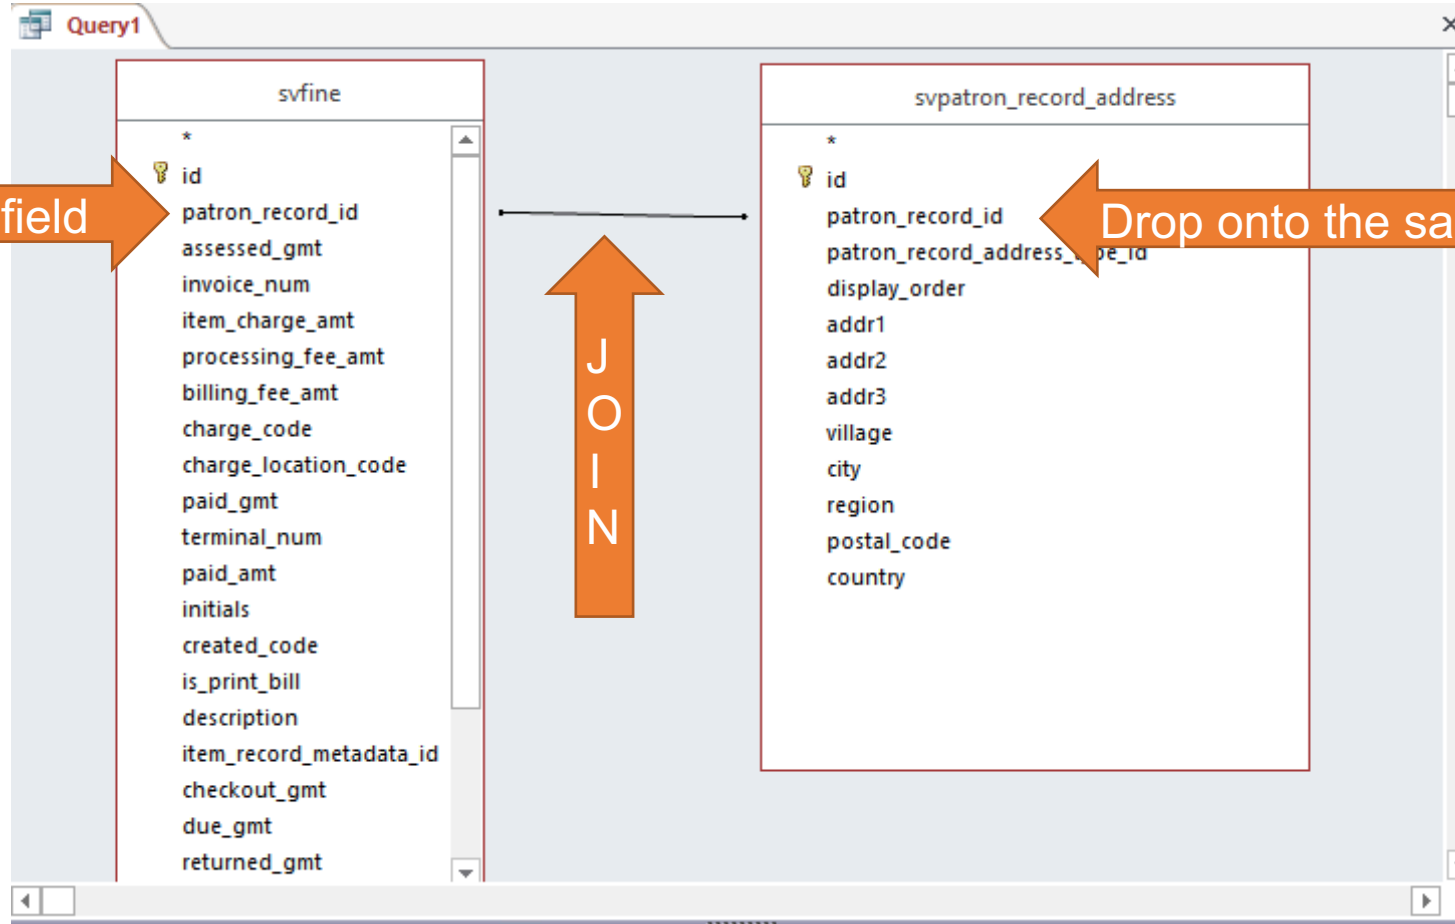 Query1
svfine
*
id
patron_record_id
assessed_gmt
invoice_num
item_charge_amt
processing_fee_amt
billing_fee_amt
charge_code
charge_location_code
paid_gmt
terminal_num
paid_amt
initials
created_code
is_print_bill
description
item_record_metadata_id
checkout_gmt
due_gmt
returned_gmt
field
J
O
I
N
svpatron_record_address
*
id
patron_record_id
patron_record_address_type_id
display_order
addr1
addr2
addr3
village
city
region
postal_code
country
Drop onto the sa